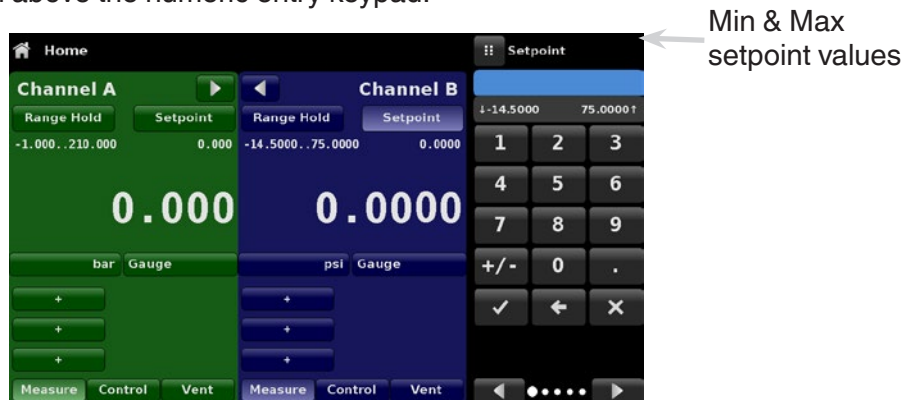 above the numeric entry keypad.
Min & Max
setpoint values
Home
Setpoint
Channel A
Channel B
Range Hold Setpoint
Range Hold Setpoint
-1.000..210.000 0.000
-14.5000..75.0000 0.0000
0.000
0.0000
bar Gauge
psi Gauge
+
+
+
+
+
+
Measure Control Vent
Measure Control Vent
↓-14.5000 75.0000↑
1 2 3
4 5 6
7 8 9
+/- 0 .